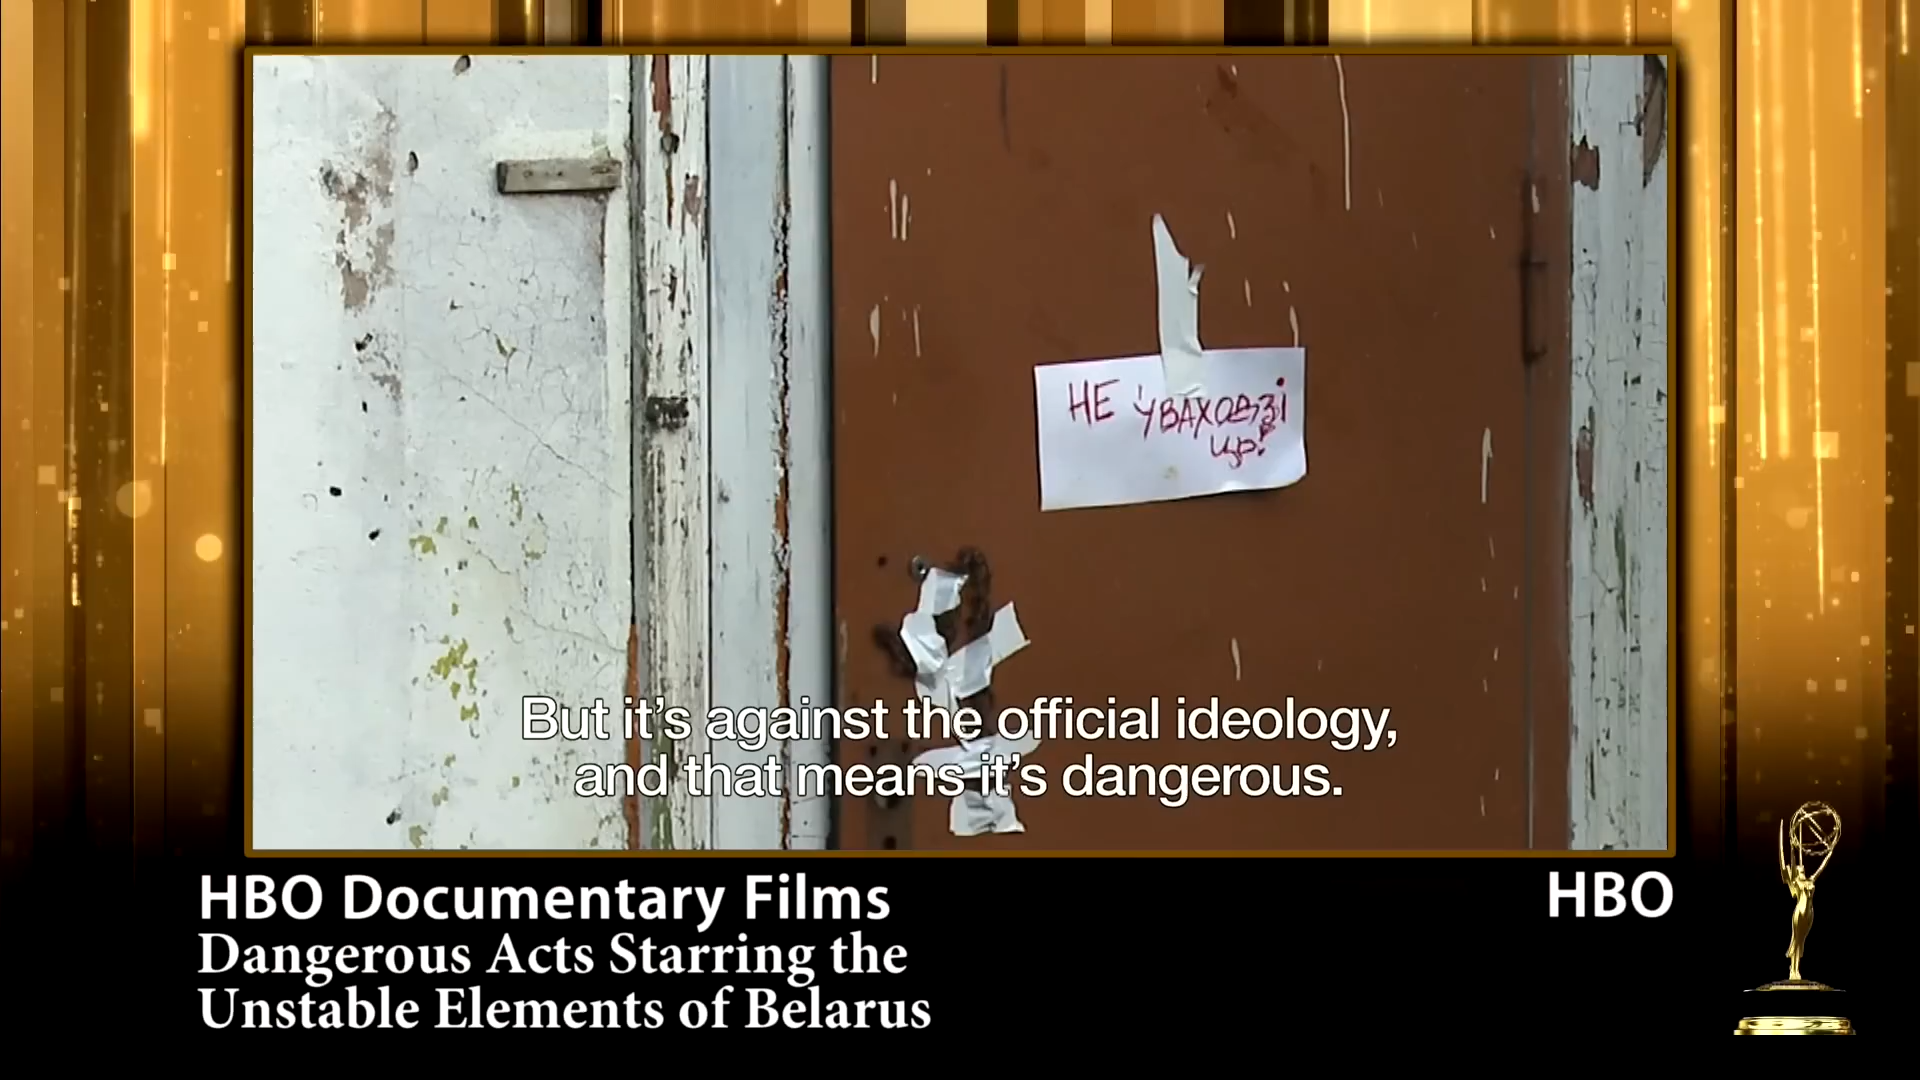 НЕ ЎВАХОДЗІ
ЦЬ!
But it's against the official ideology,
and that means it's dangerous.
HBO Documentary Films
HBO
Dangerous Acts Starring the
Unstable Elements of Belarus